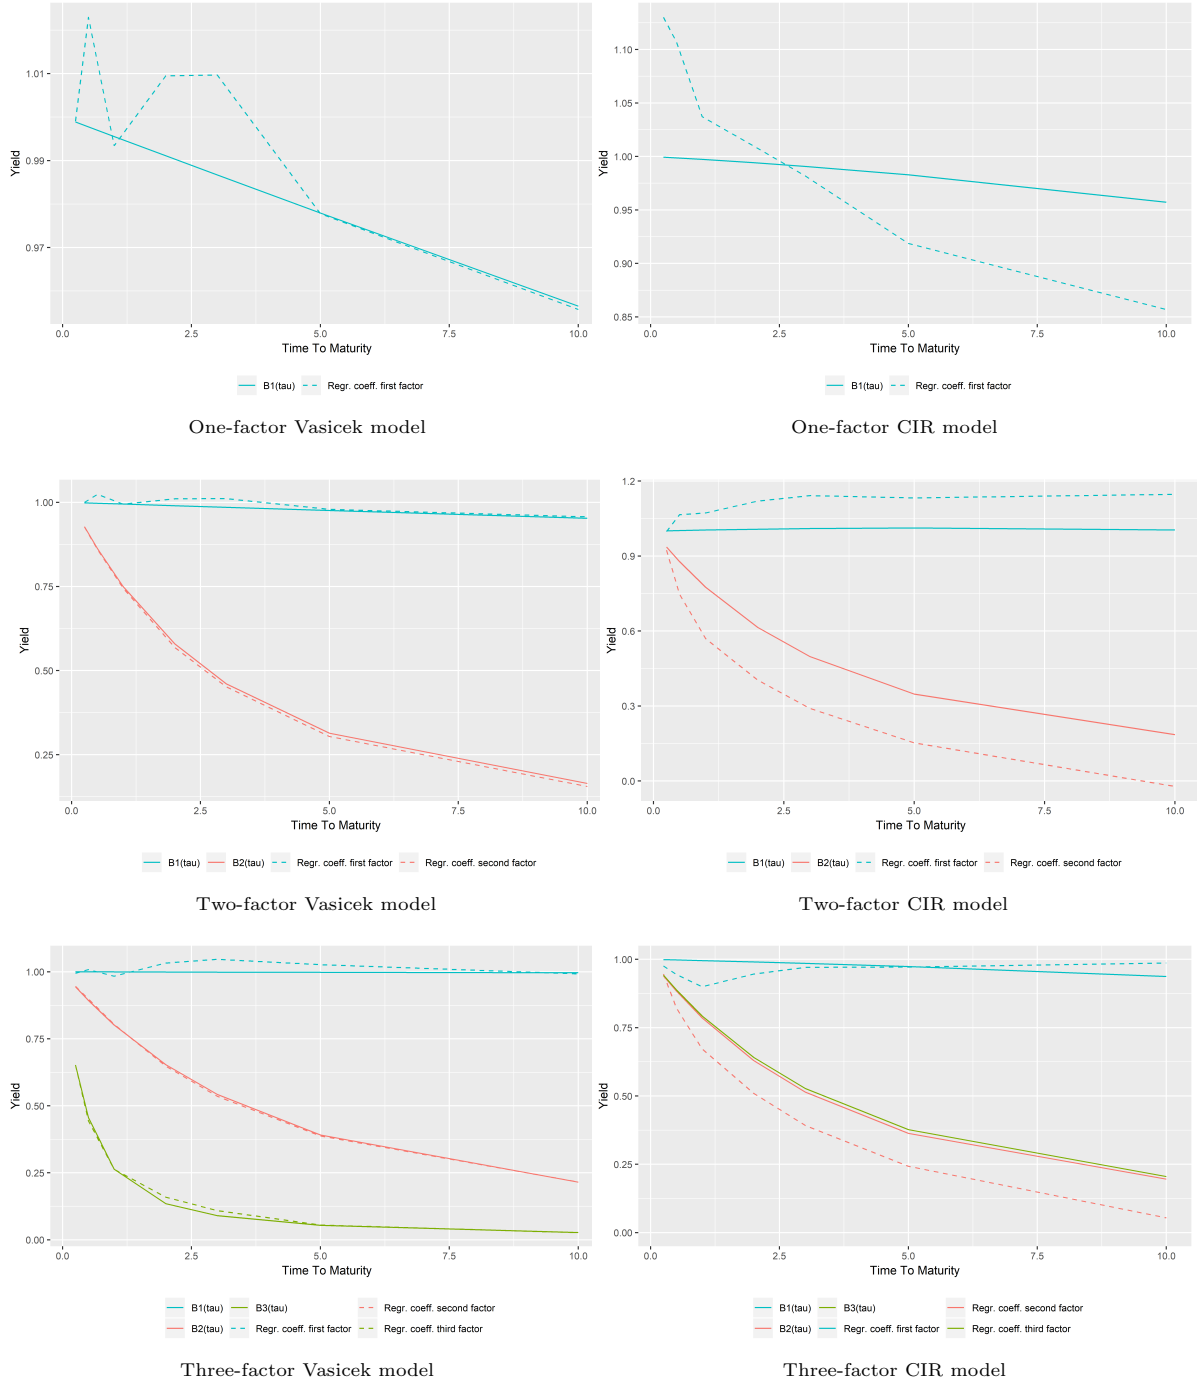 1.01
0.99
0.97
Yield
0.0 2.5 5.0 7.5 10.0
Time To Maturity
B1(tau) Regr. coeff. first factor
One-factor Vasicek model
1.10
1.05
1.00
0.95
0.90
0.85
Yield
0.0 2.5 5.0 7.5 10.0
Time To Maturity
B1(tau) Regr. coeff. first factor
One-factor CIR model
1.00
0.75
0.50
0.25
Yield
0.0 2.5 5.0 7.5 10.0
Time To Maturity
B1(tau) B2(tau) Regr. coeff. first factor Regr. coeff. second factor
Two-factor Vasicek model
1.2
0.9
0.6
0.3
0.0
Yield
0.0 2.5 5.0 7.5 10.0
Time To Maturity
B1(tau) B2(tau) Regr. coeff. first factor Regr. coeff. second factor
Two-factor CIR model
1.00
0.75
0.50
0.25
0.00
Yield
0.0 2.5 5.0 7.5 10.0
Time To Maturity
B1(tau) B3(tau) Regr. coeff. second factor
B2(tau) Regr. coeff. first factor Regr. coeff. third factor
Three-factor Vasicek model
1.00
0.75
0.50
0.25
0.00
Yield
0.0 2.5 5.0 7.5 10.0
Time To Maturity
B1(tau) B3(tau) Regr. coeff. second factor
B2(tau) Regr. coeff. first factor Regr. coeff. third factor
Three-factor CIR model